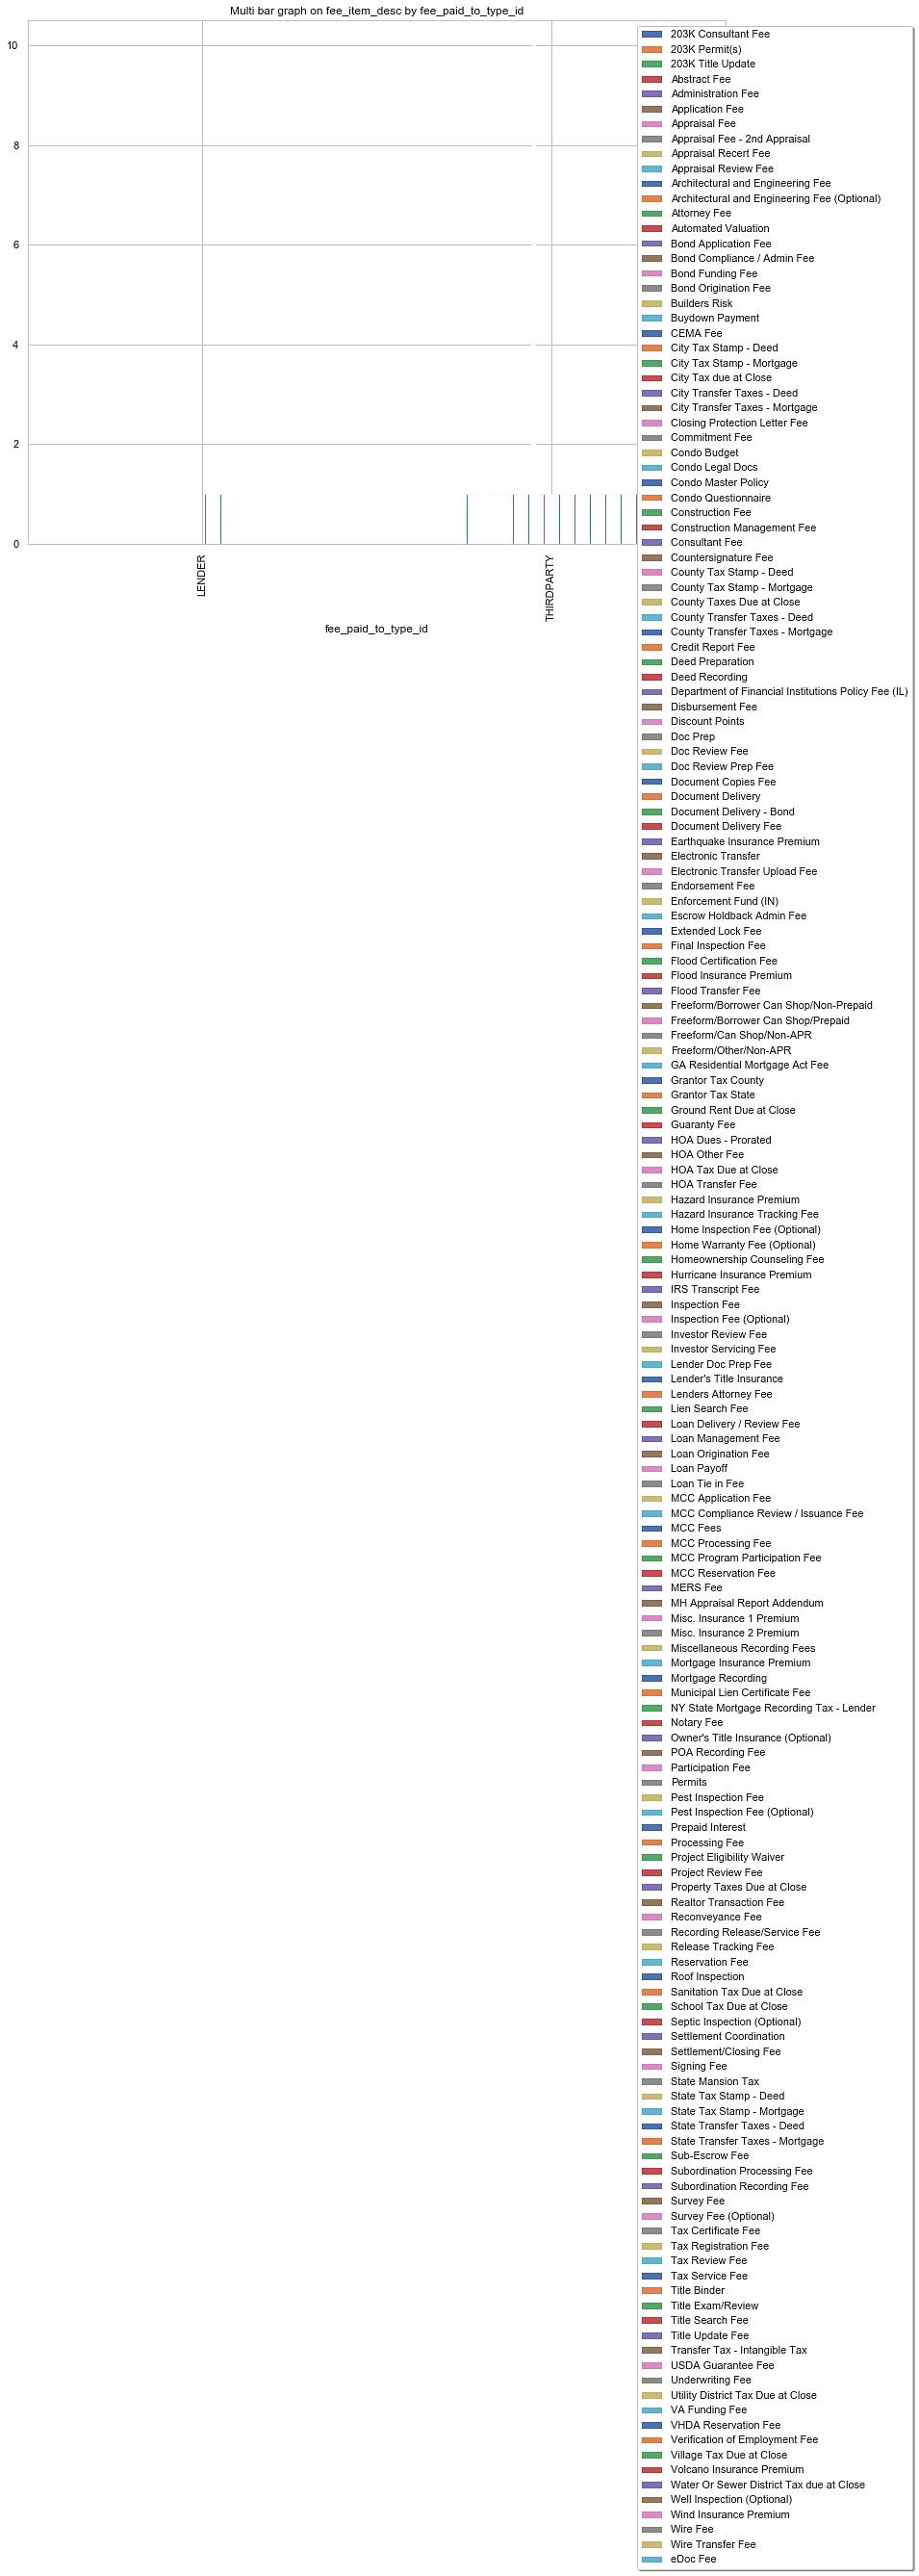 Multi bar graph on fee_item_desc by fee_paid_to_type_id
10
8
6
4
2
0
LENDER
THIRDPARTY
fee_paid_to_type_id
203K Consultant Fee
203K Permit(s)
203K Title Update
Abstract Fee
Administration Fee
Application Fee
Appraisal Fee
Appraisal Fee - 2nd Appraisal
Appraisal Recert Fee
Appraisal Review Fee
Architectural and Engineering Fee
Architectural and Engineering Fee (Optional)
Attorney Fee
Automated Valuation
Bond Application Fee
Bond Compliance / Admin Fee
Bond Funding Fee
Bond Origination Fee
Builders Risk
Buydown Payment
CEMA Fee
City Tax Stamp - Deed
City Tax Stamp - Mortgage
City Tax due at Close
City Transfer Taxes - Deed
City Transfer Taxes - Mortgage
Closing Protection Letter Fee
Commitment Fee
Condo Budget
Condo Legal Docs
Condo Master Policy
Condo Questionnaire
Construction Fee
Construction Management Fee
Consultant Fee
Countersignature Fee
County Tax Stamp - Deed
County Tax Stamp - Mortgage
County Taxes Due at Close
County Transfer Taxes - Deed
County Transfer Taxes - Mortgage
Credit Report Fee
Deed Preparation
Deed Recording
Department of Financial Institutions Policy Fee (IL)
Disbursement Fee
Discount Points
Doc Prep
Doc Review Fee
Doc Review Prep Fee
Document Copies Fee
Document Delivery
Document Delivery - Bond
Document Delivery Fee
Earthquake Insurance Premium
Electronic Transfer
Electronic Transfer Upload Fee
Endorsement Fee
Enforcement Fund (IN)
Escrow Holdback Admin Fee
Extended Lock Fee
Final Inspection Fee
Flood Certification Fee
Flood Insurance Premium
Flood Transfer Fee
Freeform/Borrower Can Shop/Non-Prepaid
Freeform/Borrower Can Shop/Prepaid
Freeform/Can Shop/Non-APR
Freeform/Other/Non-APR
GA Residential Mortgage Act Fee
Grantor Tax County
Grantor Tax State
Ground Rent Due at Close
Guaranty Fee
HOA Dues - Prorated
HOA Other Fee
HOA Tax Due at Close
HOA Transfer Fee
Hazard Insurance Premium
Hazard Insurance Tracking Fee
Home Inspection Fee (Optional)
Home Warranty Fee (Optional)
Homeownership Counseling Fee
Hurricane Insurance Premium
IRS Transcript Fee
Inspection Fee
Inspection Fee (Optional)
Investor Review Fee
Investor Servicing Fee
Lender Doc Prep Fee
Lender's Title Insurance
Lenders Attorney Fee
Lien Search Fee
Loan Delivery / Review Fee
Loan Management Fee
Loan Origination Fee
Loan Payoff
Loan Tie in Fee
MCC Application Fee
MCC Compliance Review / Issuance Fee
MCC Fees
MCC Processing Fee
MCC Program Participation Fee
MCC Reservation Fee
MERS Fee
MH Appraisal Report Addendum
Misc. Insurance 1 Premium
Misc. Insurance 2 Premium
Miscellaneous Recording Fees
Mortgage Insurance Premium
Mortgage Recording
Municipal Lien Certificate Fee
NY State Mortgage Recording Tax - Lender
Notary Fee
Owner's Title Insurance (Optional)
POA Recording Fee
Participation Fee
Permits
Pest Inspection Fee
Pest Inspection Fee (Optional)
Prepaid Interest
Processing Fee
Project Eligibility Waiver
Project Review Fee
Property Taxes Due at Close
Realtor Transaction Fee
Reconveyance Fee
Recording Release/Service Fee
Release Tracking Fee
Reservation Fee
Roof Inspection
Sanitation Tax Due at Close
School Tax Due at Close
Septic Inspection (Optional)
Settlement Coordination
Settlement/Closing Fee
Signing Fee
State Mansion Tax
State Tax Stamp - Deed
State Tax Stamp - Mortgage
State Transfer Taxes - Deed
State Transfer Taxes - Mortgage
Sub-Escrow Fee
Subordination Processing Fee
Subordination Recording Fee
Survey Fee
Survey Fee (Optional)
Tax Certificate Fee
Tax Registration Fee
Tax Review Fee
Tax Service Fee
Title Binder
Title Exam/Review
Title Search Fee
Title Update Fee
Transfer Tax - Intangible Tax
USDA Guarantee Fee
Underwriting Fee
Utility District Tax Due at Close
VA Funding Fee
VHDA Reservation Fee
Verification of Employment Fee
Village Tax Due at Close
Volcano Insurance Premium
Water Or Sewer District Tax due at Close
Well Inspection (Optional)
Wind Insurance Premium
Wire Fee
Wire Transfer Fee
eDoc Fee